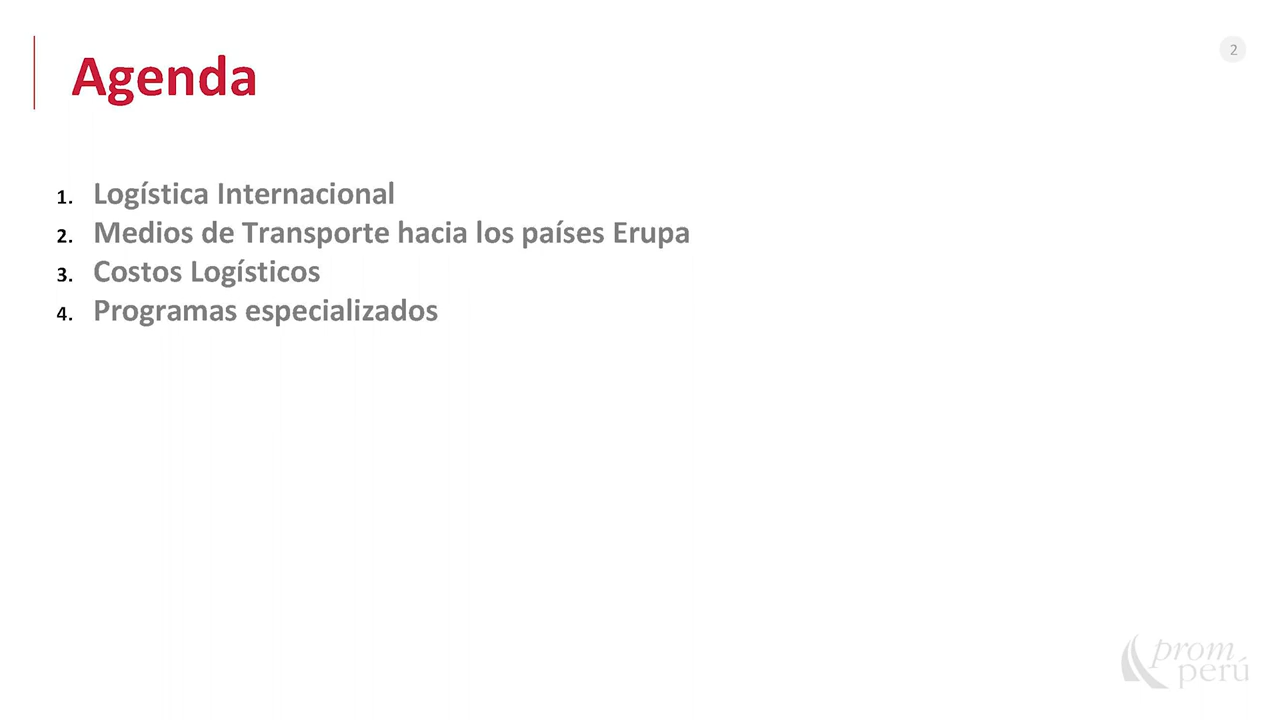 Agenda
2
1. Logística Internacional
2. Medios de Transporte hacia los países Erupa
3. Costos Logísticos
4. Programas especializados
prom
perú